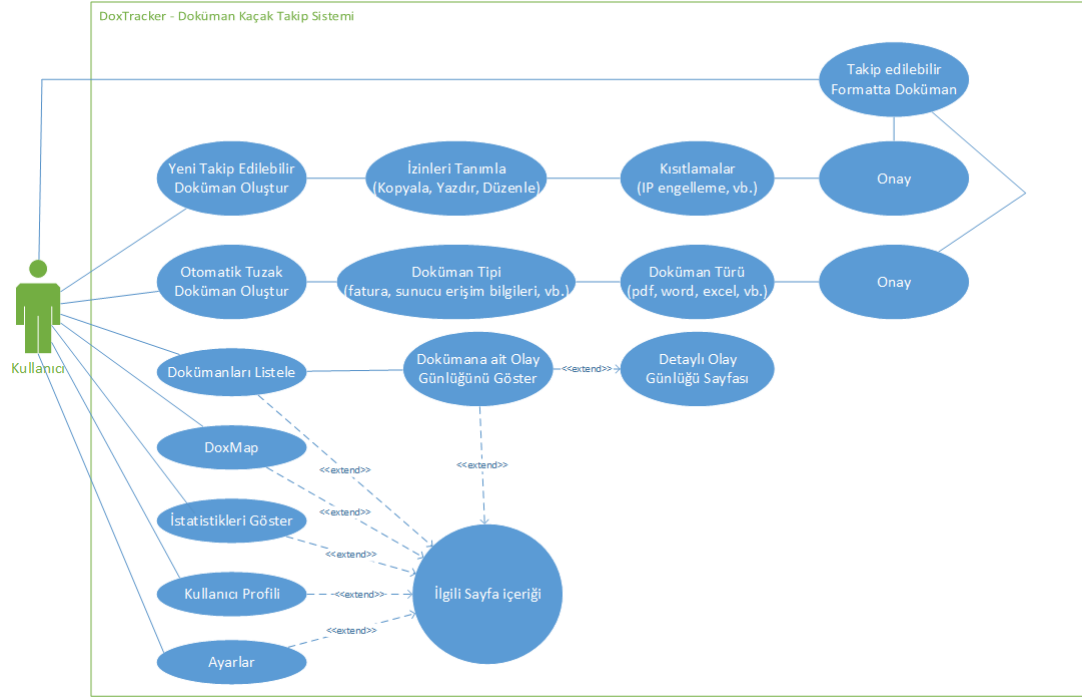 DoxTracker - Doküman Kaçak Takip Sistemi
Takip edilebilir
Formatta Doküman
Yeni Takip Edilebilir
Doküman Oluştur
İzinleri Tanımla
(Kopyala, Yazdır, Düzenle)
Kısıtlamalar
(IP engelleme, vb.)
Onay
Otomatik Tuzak
Doküman Oluştur
Doküman Tipi
(fatura, sunucu erişim bilgileri, vb.)
Doküman Türü
(pdf, word, excel, vb.)
Onay
Kullanıcı
Dokümanları Listele
Dokümana ait Olay
Günlüğünü Göster
<<extend>>
Detaylı Olay
Günlüğü Sayfası
DoxMap
<<extend>>
<<extend>>
<<extend>>
İstatistikleri Göster
<<extend>>
Kullanıcı Profili
<<extend>>
İlgili Sayfa içeriği
<<extend>>
Ayarlar